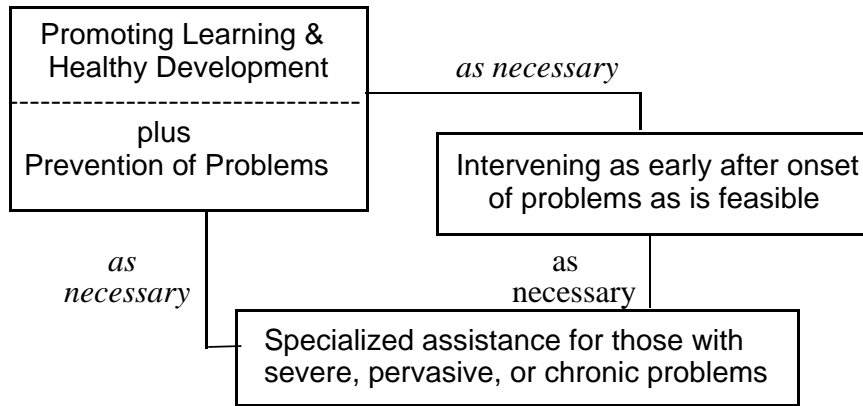 Promoting Learning &
Healthy Development
as necessary
plus
Prevention of Problems
Intervening as early after onset
of problems as is feasible
as
necessary
as
necessary
Specialized assistance for those with
severe, pervasive, or chronic problems